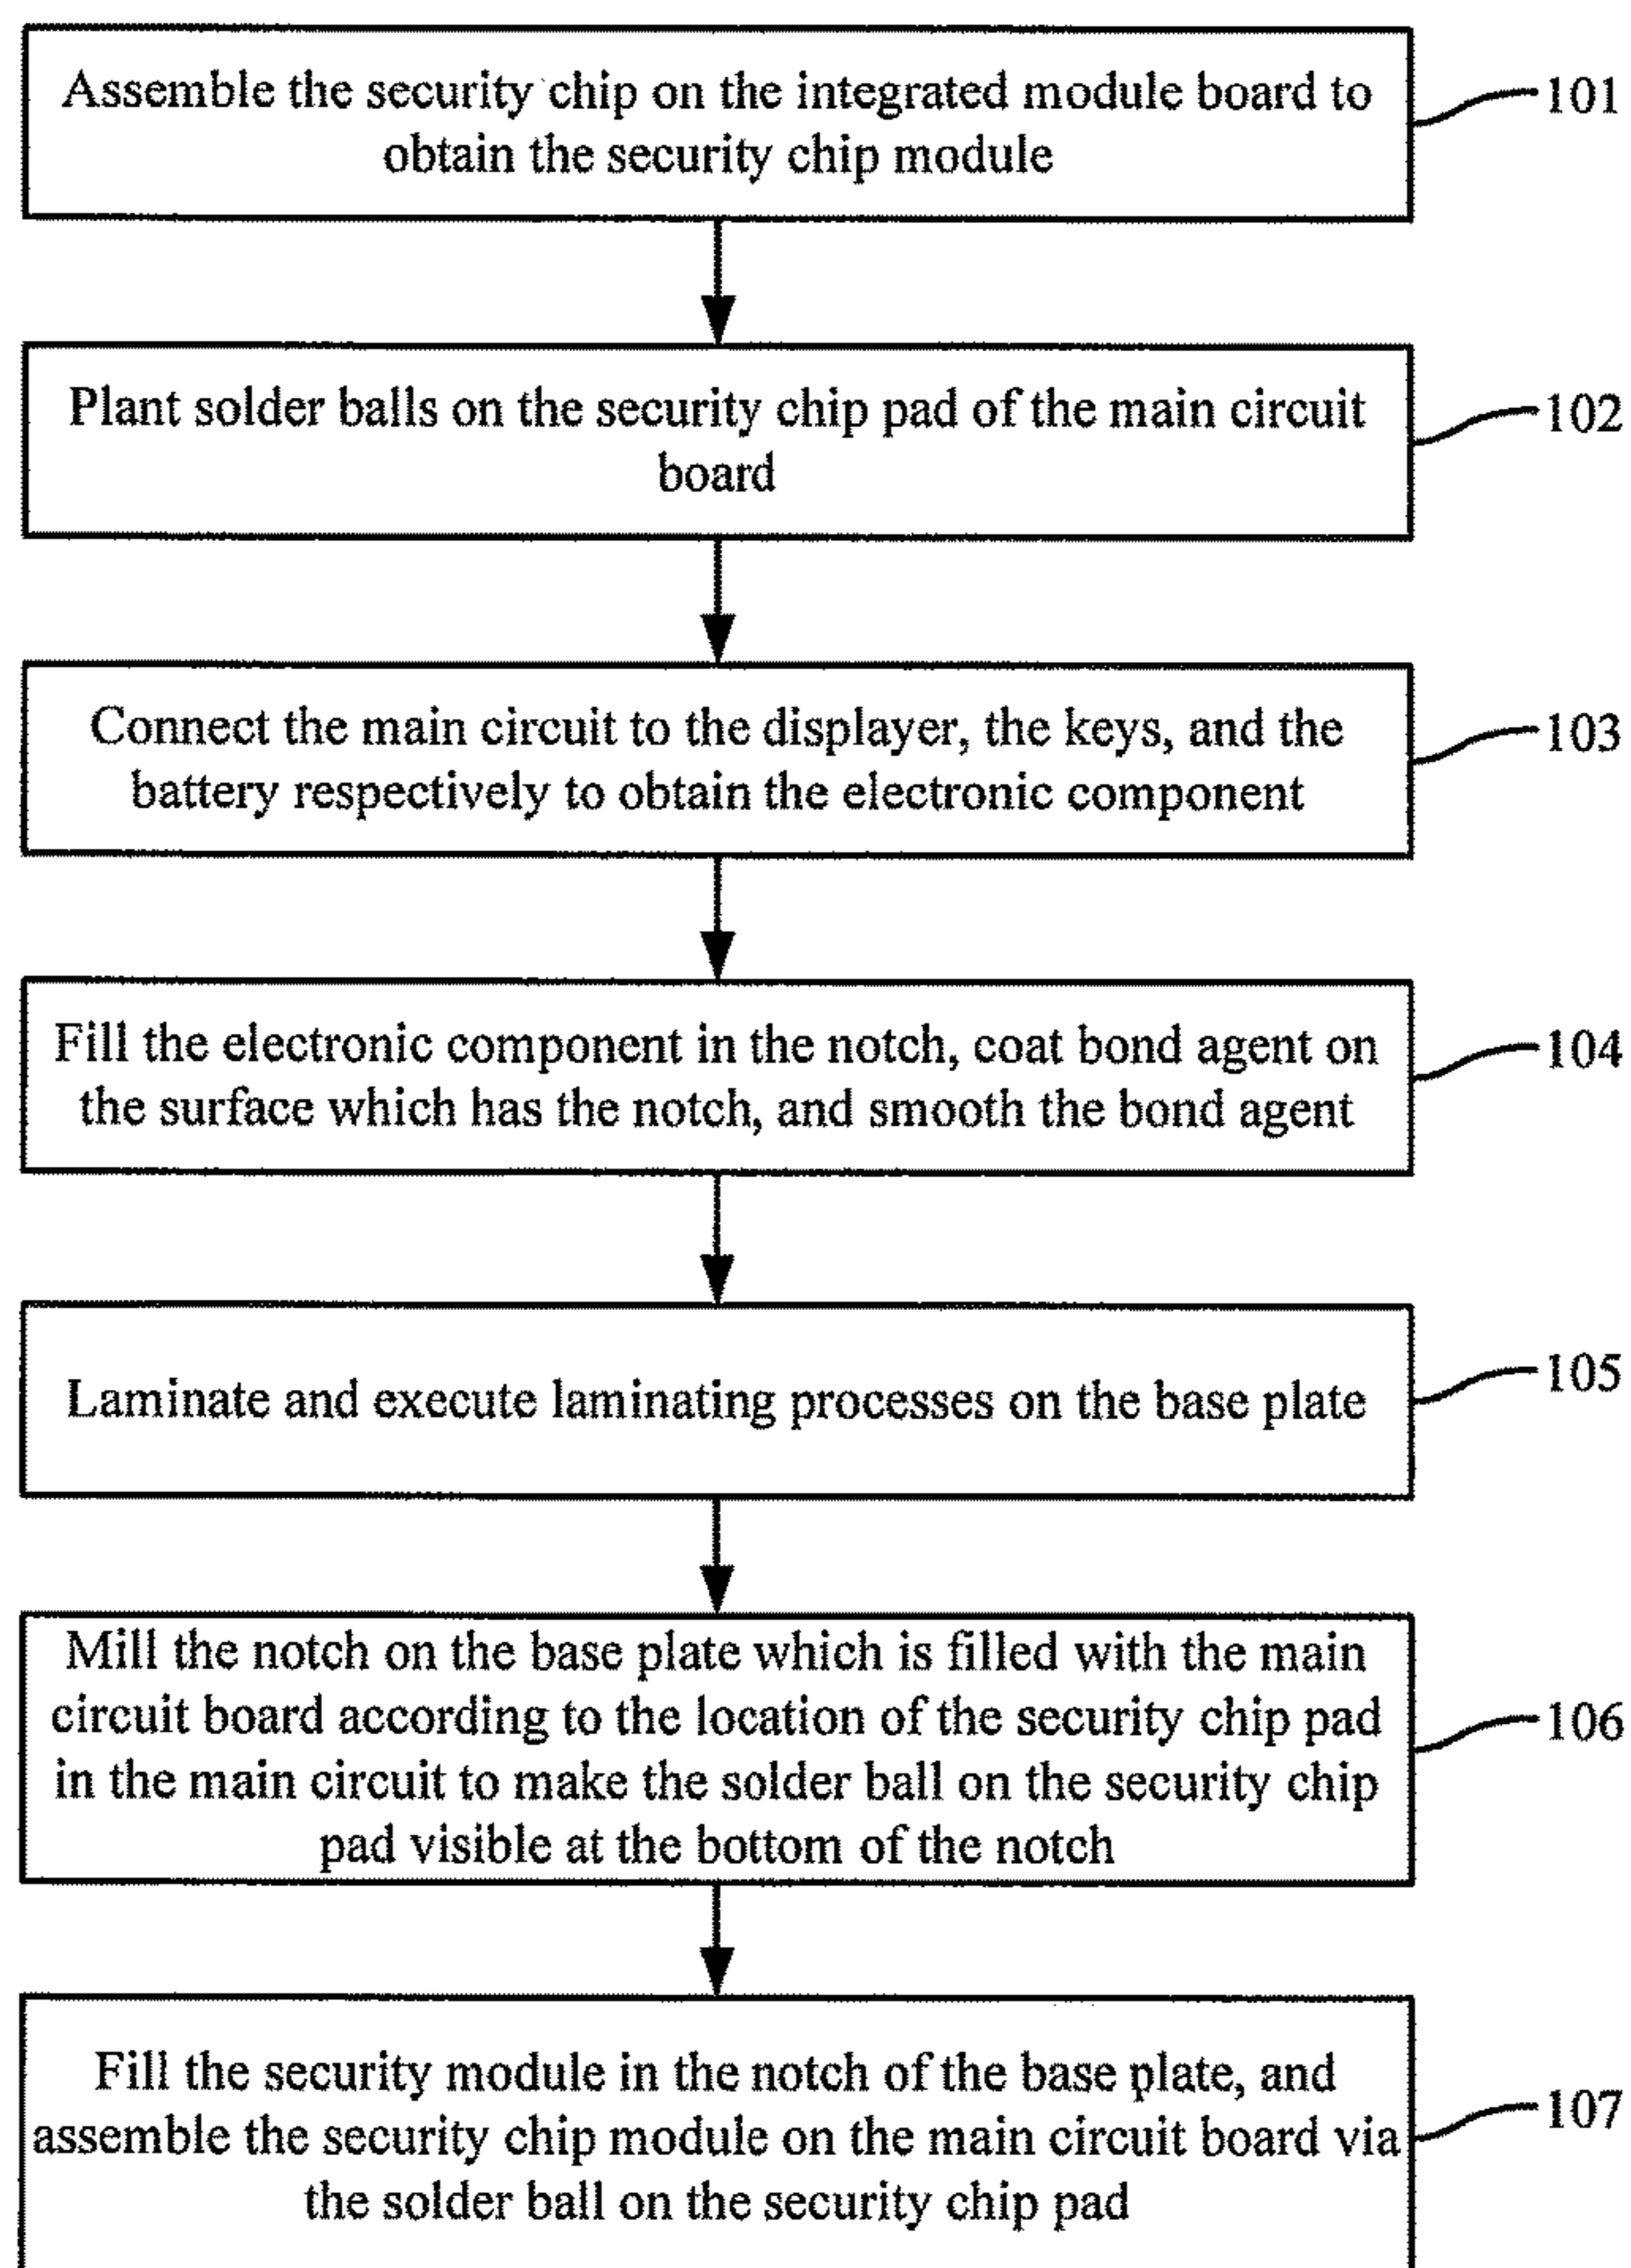 Assemble the security chip on the integrated module board to
obtain the security chip module
101
Plant solder balls on the security chip pad of the main circuit
board
102
Connect the main circuit to the displayer, the keys, and the
battery respectively to obtain the electronic component
103
Fill the electronic component in the notch, coat bond agent on
the surface which has the notch, and smooth the bond agent
104
Laminate and execute laminating processes on the base plate
105
Mill the notch on the base plate which is filled with the main
circuit board according to the location of the security chip pad
in the main circuit to make the solder ball on the security chip
pad visible at the bottom of the notch
106
Fill the security module in the notch of the base plate, and
assemble the security chip module on the main circuit board via
the solder ball on the security chip pad
107